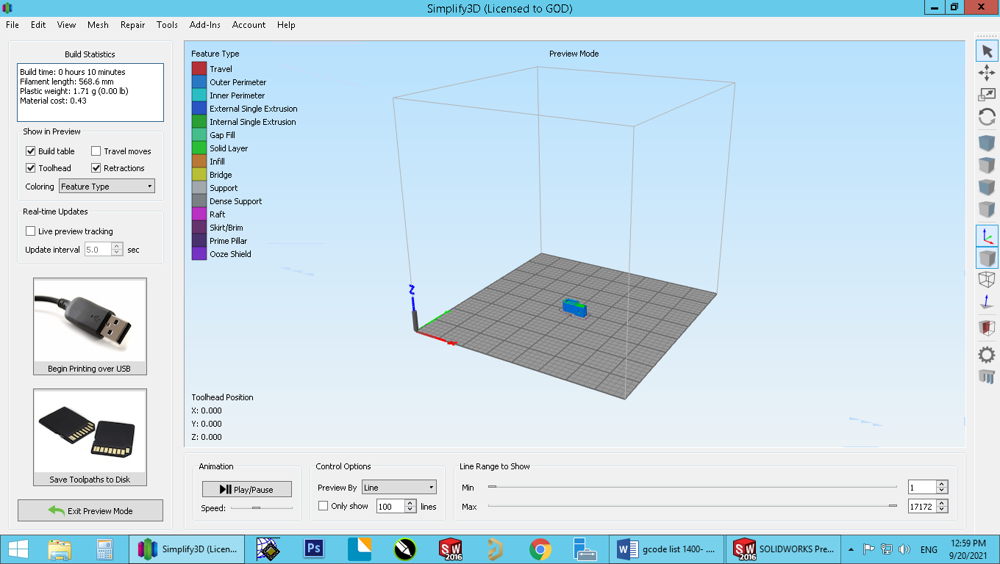 Simplify3D (Licensed to GOD)
File Edit View Mesh Repair Tools Add-Ins Account Help
Build Statistics
Build time: 0 hours 10 minutes
Filament length: 568.6 mm
Plastic weight: 1.71 g (0.00 lb)
Material cost: 0.43
Show in Preview
Build table Travel moves
Toolhead Retractions
Coloring Feature Type
Real-time Updates
Live preview tracking
Update interval 5.0 sec
Begin Printing over USB
Save Toolpaths to Disk
Exit Preview Mode
Feature Type
Travel
Outer Perimeter
Inner Perimeter
External Single Extrusion
Internal Single Extrusion
Gap Fill
Solid Layer
Infill
Bridge
Support
Dense Support
Raft
Skirt/Brim
Prime Pillar
Ooze Shield
Preview Mode
Z
Toolhead Position
X: 0.000
Y: 0.000
Z: 0.000
Animation
Play/Pause
Speed:
Control Options
Preview By Line
Only show 100 lines
Line Range to Show
Min 1
Max 17172
Simplify3D (Licen...
Ps
SW
2016
W
gcode list 1400- ....
SW
2016
SOLIDWORKS Pre...
ENG
12:59 PM
9/20/2021